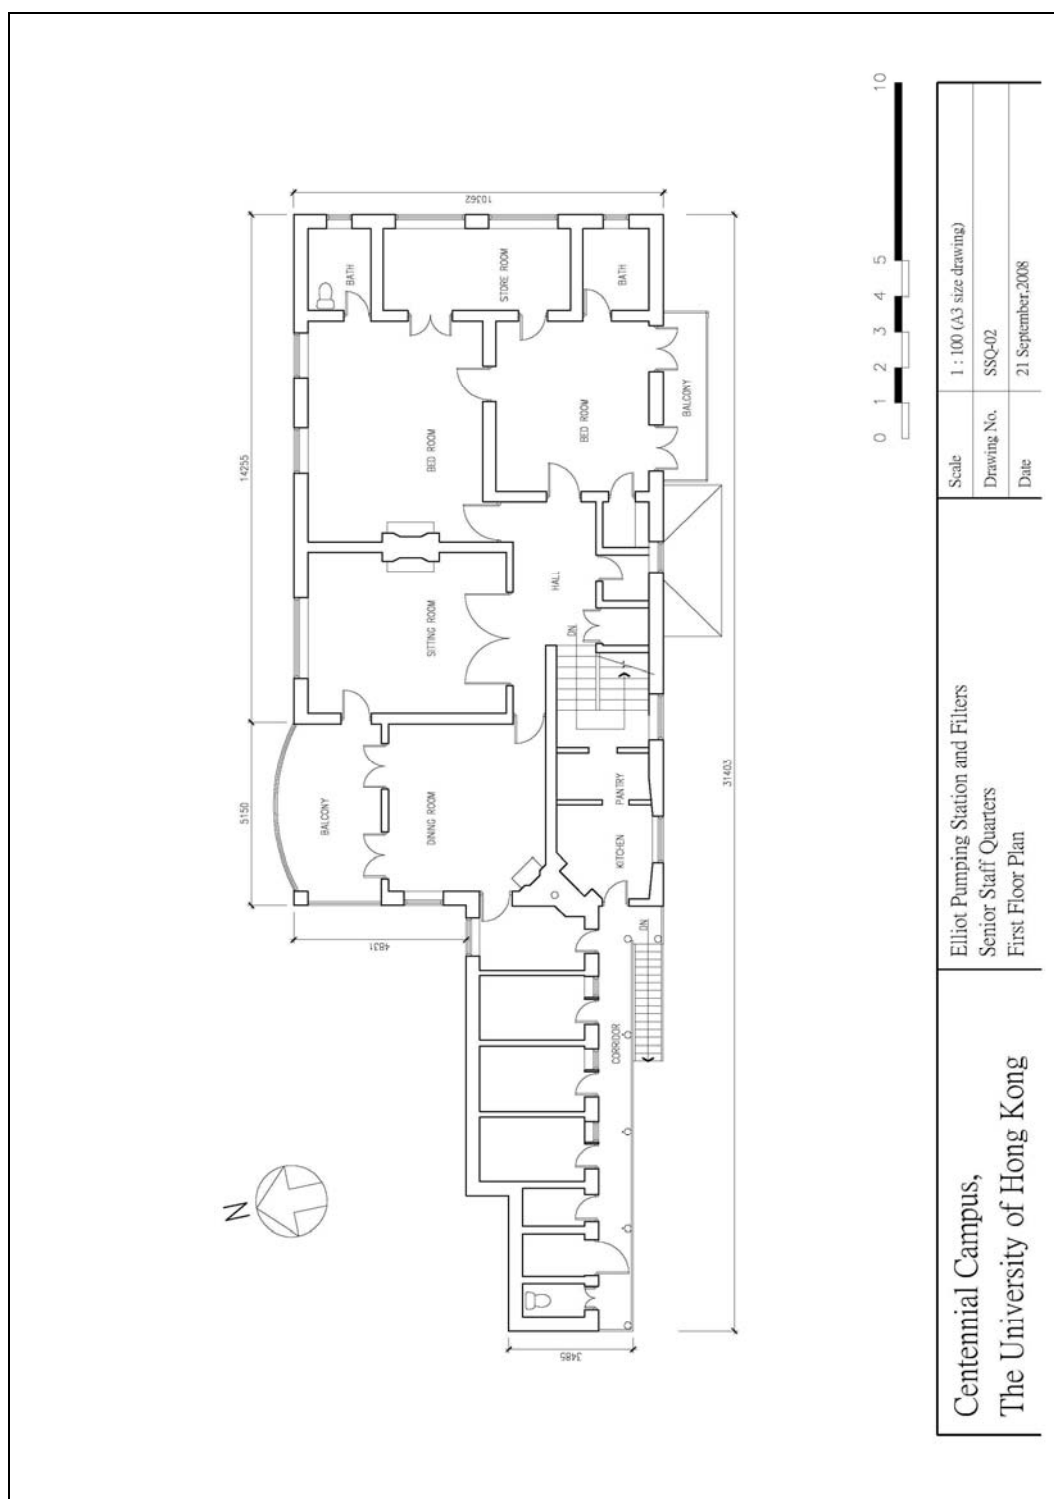 10362
BATH
STORE ROOM
BATH
14255
BED ROOM
BED ROOM
BALCONY
SITTING ROOM
HALL
DN
5150
BALCONY
DINING ROOM
PANTRY
KITCHEN
31403
4831
DN
CORRIDOR
N
3485
0 1 2 3 4 5 10
Centennial Campus,
The University of Hong Kong
Elliot Pumping Station and Filters
Senior Staff Quarters
First Floor Plan
Scale 1 : 100 (A3 size drawing)
Drawing No. SSQ-02
Date 21 September,2008